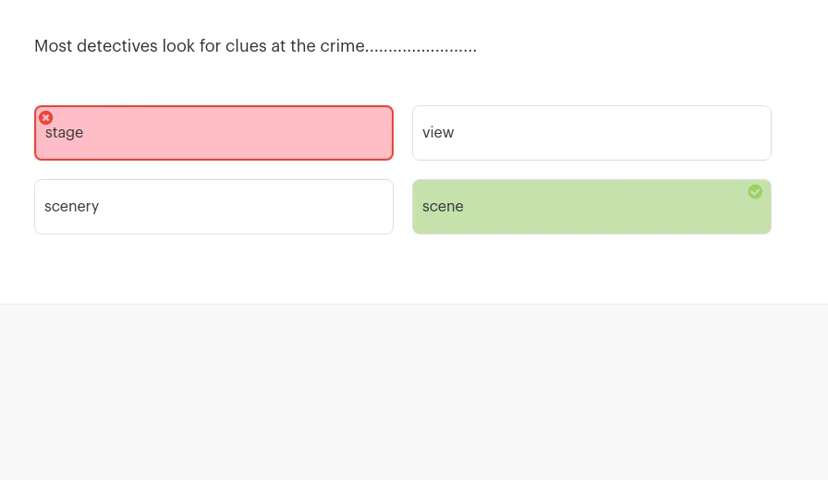 Most detectives look for clues at the crime........................
stage
view
scenery
scene